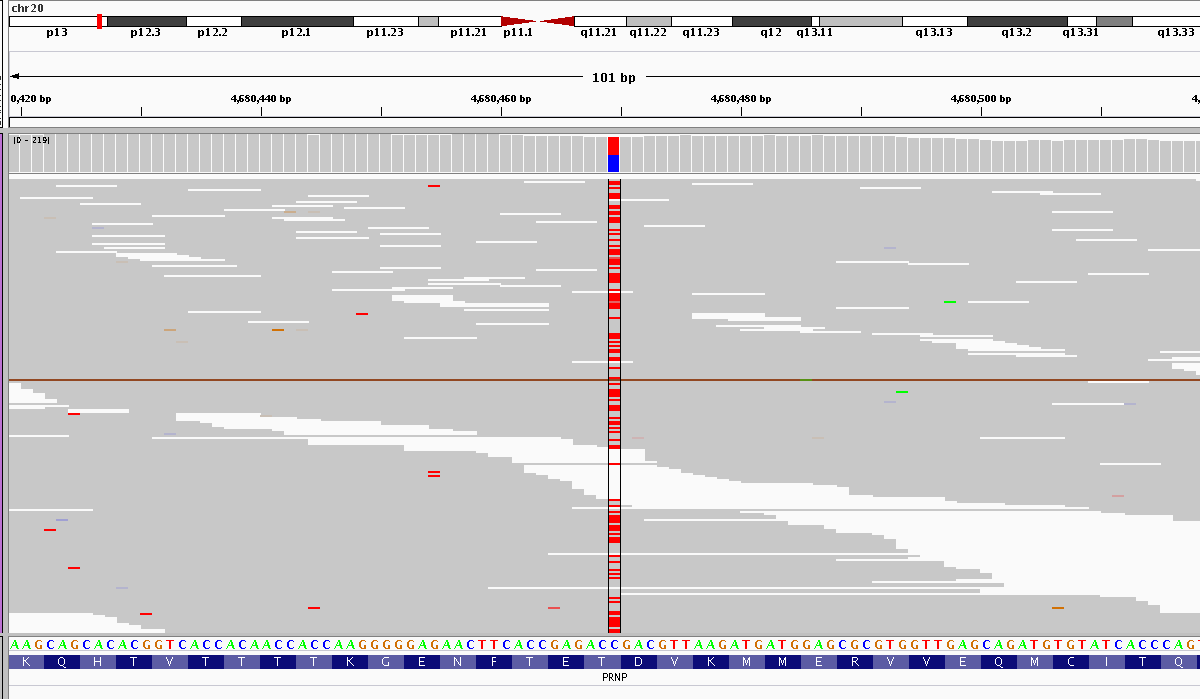 chr20
p13 p12.3 p12.2 p12.1 p11.23 p11.21 p11.1 q11.21 q11.22 q11.23 q12 q13.11 q13.13 q13.2 q13.31 q13.33
101 bp
0,420 bp 4,680,440 bp 4,680,460 bp 4,680,480 bp 4,680,500 bp 4,
[0 - 219]
AAGCAGCACACGGTCACCACAACCACCAAGGGGGAGAACTTCACCGAGACCGACGTTAAGATGATGGAGCGCGTGGTTGAGCAGATGTGTATCACCCAGT
K Q H T V T T T T K G E N F T E T D V K M M E R V V E Q M C I T Q
PRNP